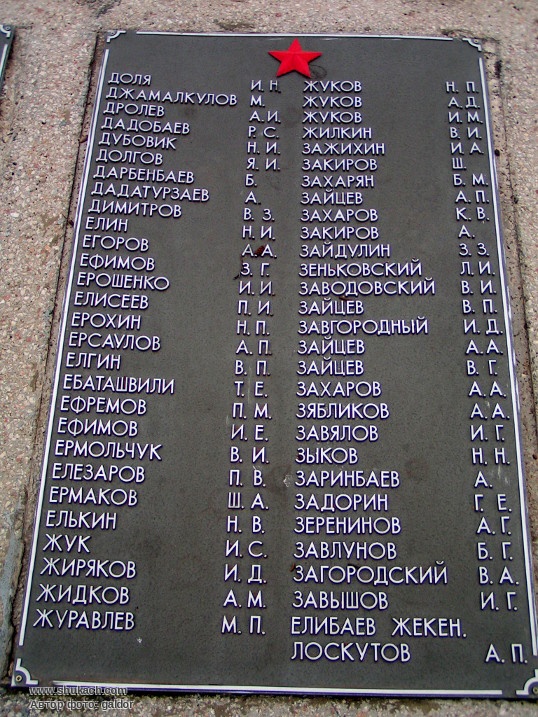 ДОЛЯ И. Н
ДЖАМАЛКУЛОВ М.
ДРОЛЕВ А. И.
ДАДОБАЕВ Р. С.
ДУБОВИК Н. И.
ДОЛГОВ Я. И.
ДАРБЕНБАЕВ Б.
ДАДАТУРЗАЕВ А.
ДИМИТРОВ В. З.
ЕЛИН Н. И.
ЕГОРОВ А. А.
ЕФИМОВ З. Г.
ЕРОШЕНКО И. И.
ЕЛИСЕЕВ П. И.
ЕРОХИН Н. П.
ЕРСАУЛОВ А. П.
ЕЛГИН В. П.
ЕБАТАШВИЛИ Т. Е.
ЕФРЕМОВ П. М.
ЕФИМОВ И. Е.
ЕРМОЛЬЧУК В. И.
ЕЛЕЗАРОВ П. В.
ЕРМАКОВ Ш. А.
ЕЛЬКИН Н. В.
ЖУК И. С.
ЖИРЯКОВ И. Д.
ЖИДКОВ А. М.
ЖУРАВЛЕВ М. П.
ЖУКОВ Н. П.
ЖУКОВ А. Д.
ЖУКОВ И. М.
ЖИЛКИН В. И.
ЗАЖИХИН И. А.
ЗАКИРОВ Ш.
ЗАХАРЯН Б. М.
ЗАЙЦЕВ А. П.
ЗАХАРОВ К. В.
ЗАКИРОВ А.
ЗАЙДУЛИН З. З.
ЗЕНЬКОВСКИЙ Л. И.
ЗАВОДОВСКИЙ В. И.
ЗАЙЦЕВ В. П.
ЗАВГОРОДНЫЙ И. Д.
ЗАЙЦЕВ А. А.
ЗАЙЦЕВ В. Г.
ЗАХАРОВ А. А.
ЗЯБЛИКОВ А. А.
ЗАВЯЛОВ И. Г.
ЗЫКОВ Н. Н.
ЗАРИНБАЕВ А.
ЗАДОРИН Г. Е.
ЗЕРЕНИНОВ А. Г.
ЗАВЛУНОВ Б. Г.
ЗАГОРОДСКИЙ В. А.
ЗАВЫШОВ И. Г.
ЕЛИБАЕВ ЖЕКЕН.
ЛОСКУТОВ А. П.
www.shukach.com
Автор фото: galdor